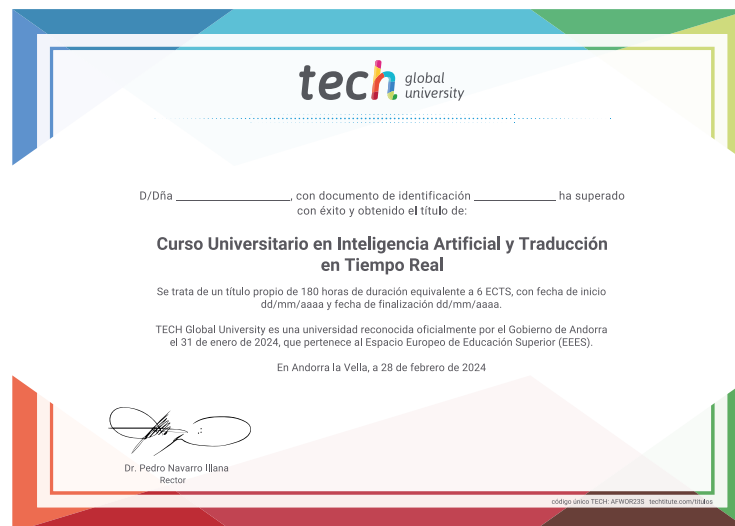 tech global university
D/Dña ____________________, con documento de identificación ______________ ha superado
con éxito y obtenido el título de:
Curso Universitario en Inteligencia Artificial y Traducción
en Tiempo Real
Se trata de un título propio de 180 horas de duración equivalente a 6 ECTS, con fecha de inicio
dd/mm/aaaa y fecha de finalización dd/mm/aaaa.
TECH Global University es una universidad reconocida oficialmente por el Gobierno de Andorra
el 31 de enero de 2024, que pertenece al Espacio Europeo de Educación Superior (EEES).
En Andorra la Vella, a 28 de febrero de 2024
Dr. Pedro Navarro Illana
Rector
código único TECH: AFWOR23S techtitute.com/titulos